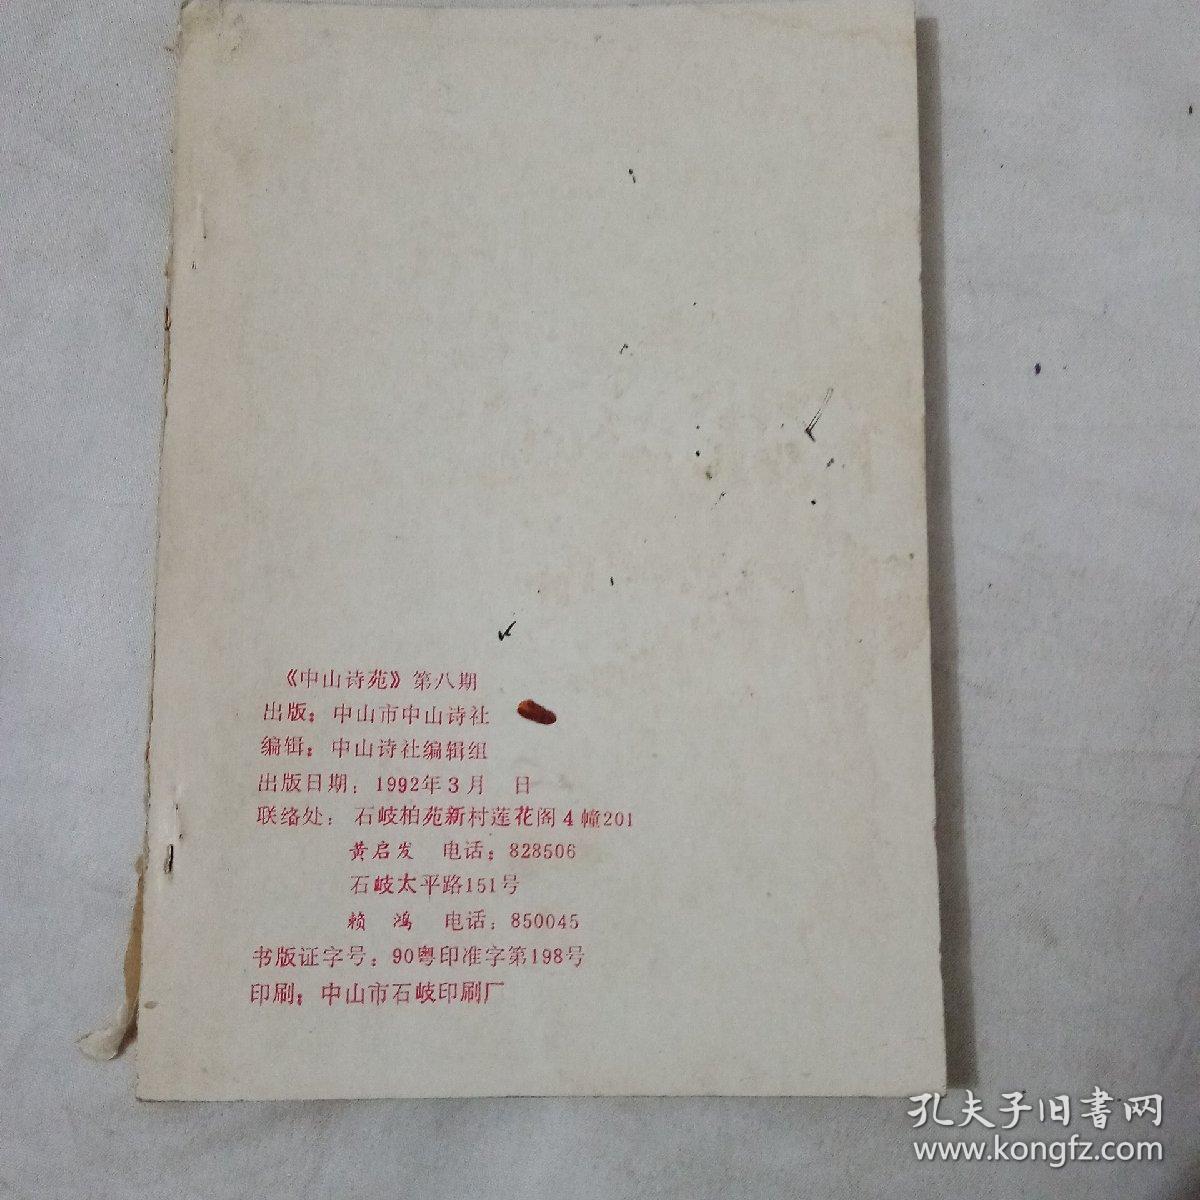 《中山诗苑》第八期
出版：中山市中山诗社
编辑：中山诗社编辑组
出版日期：1992年3月　日
联络处：石岐柏苑新村莲花阁4幢201
黄启发　电话：828506
石岐太平路151号
赖　鸿　电话：850045
书版证字号：90粤印准字第198号
印刷：中山市石岐印刷厂
孔夫子旧書网
www.kongfz.com